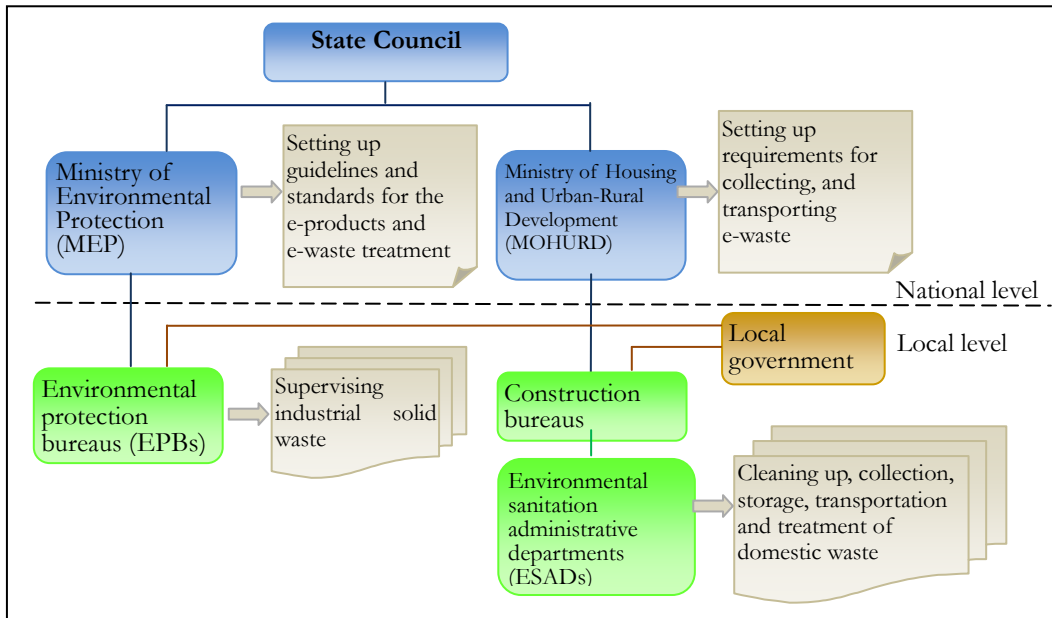 State Council
Ministry of
Environmental
Protection
(MEP)
Setting up
guidelines and
standards for the
e-products and
e-waste treatment
Ministry of Housing
and Urban-Rural
Development
(MOHURD)
Setting up
requirements for
collecting, and
transporting
e-waste
National level
Local
government
Local level
Environmental
protection
bureaus (EPBs)
Supervising
industrial solid
waste
Construction
bureaus
Environmental
sanitation
administrative
departments
(ESADs)
Cleaning up, collection,
storage, transportation
and treatment of
domestic waste